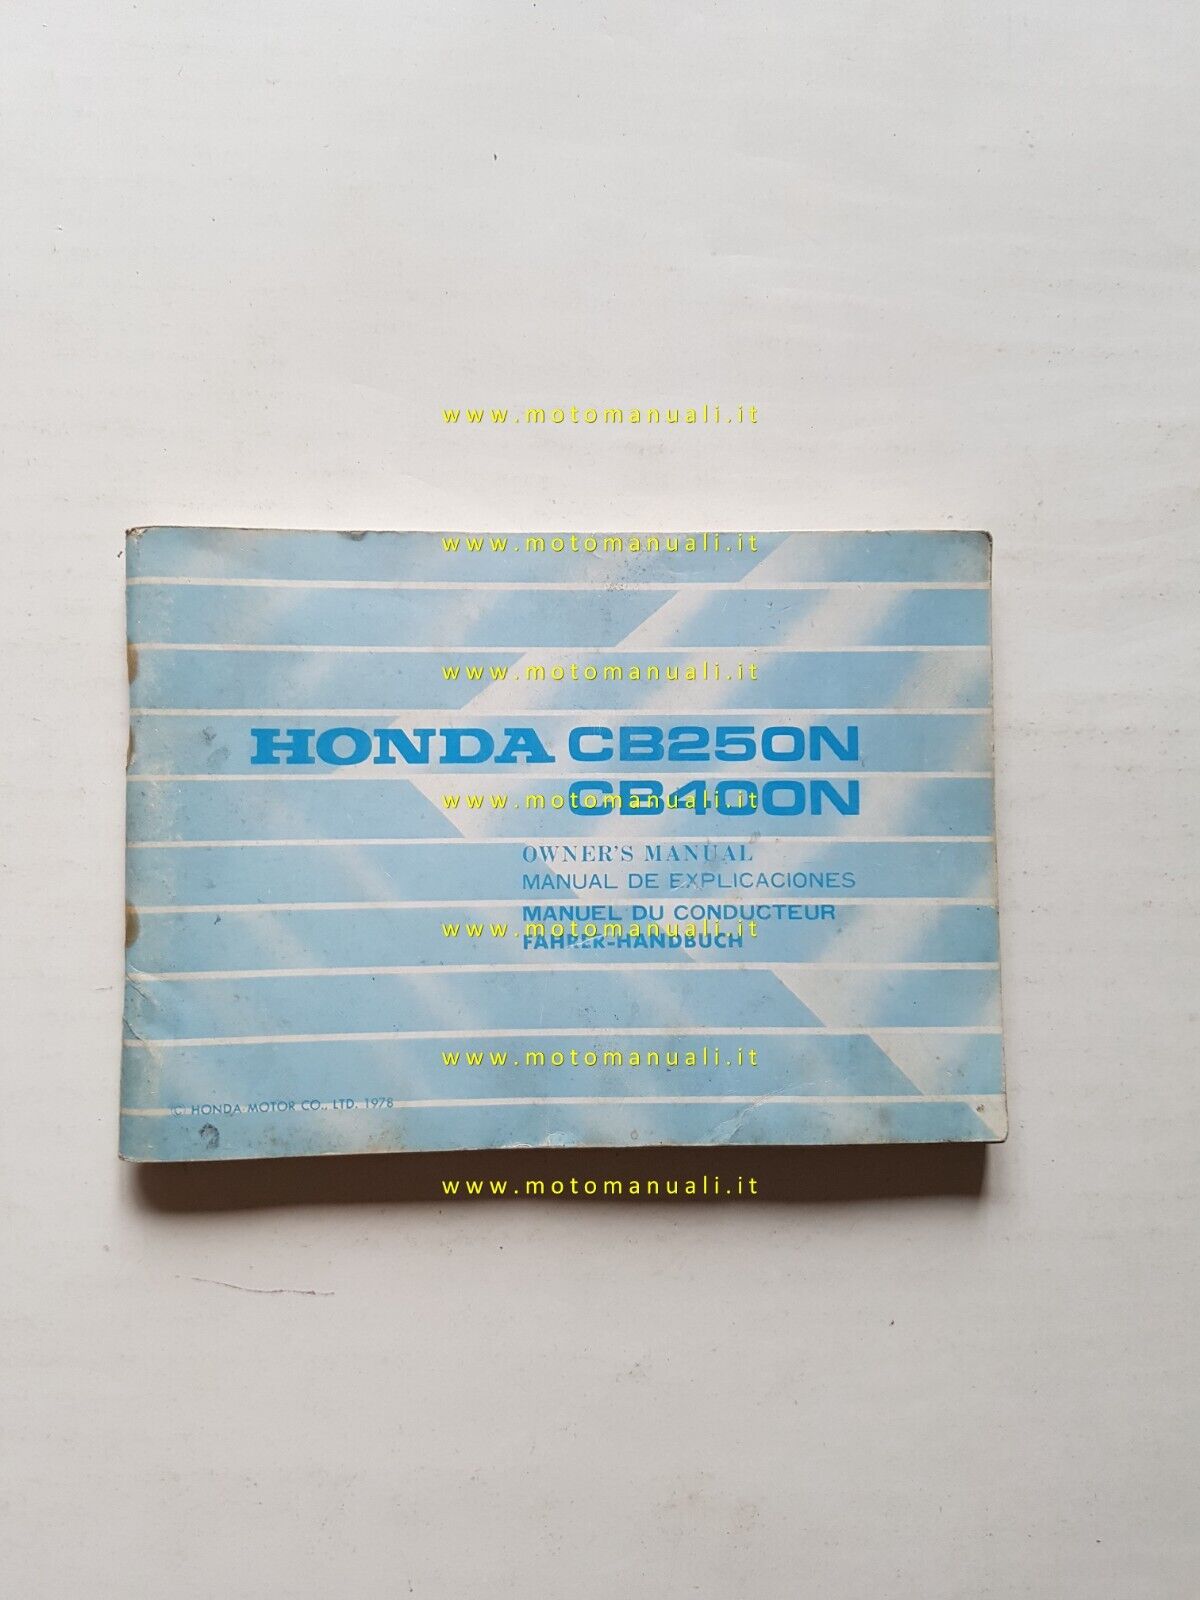 www.motomanuali.it
www.motomanuali.it
www.motomanuali.it
HONDA CB250N
CB400N
www.motomanuali.it
OWNER'S MANUAL
MANUAL DE EXPLICACIONES
MANUEL DU CONDUCTEUR
www.motomanuali.it
FAHRER-HANDBUCH
www.motomanuali.it
© HONDA MOTOR CO., LTD. 1978
www.motomanuali.it